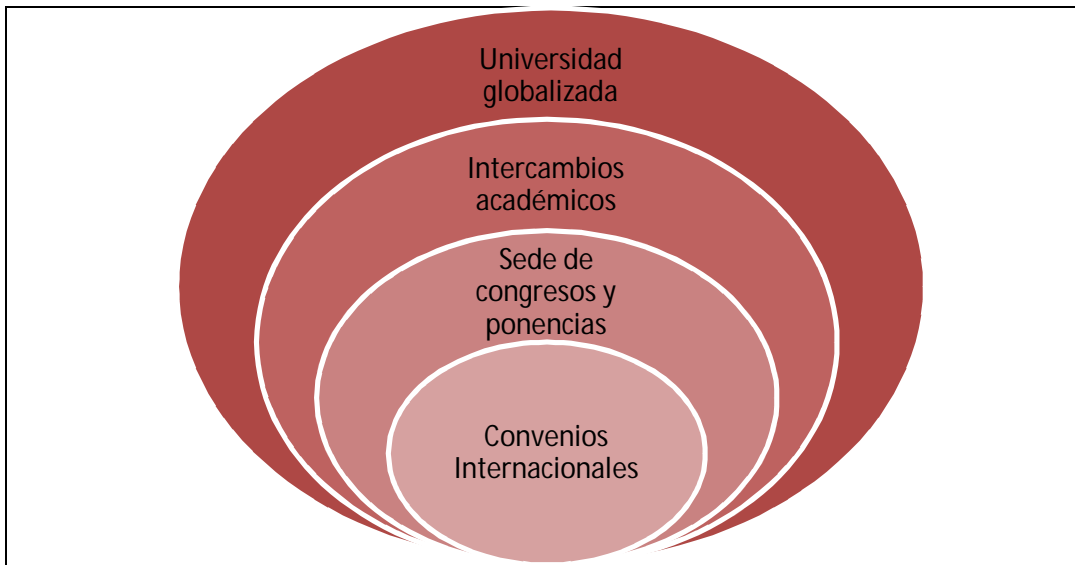 Universidad
globalizada
Intercambios
académicos
Sede de
congresos y
ponencias
Convenios
Internacionales